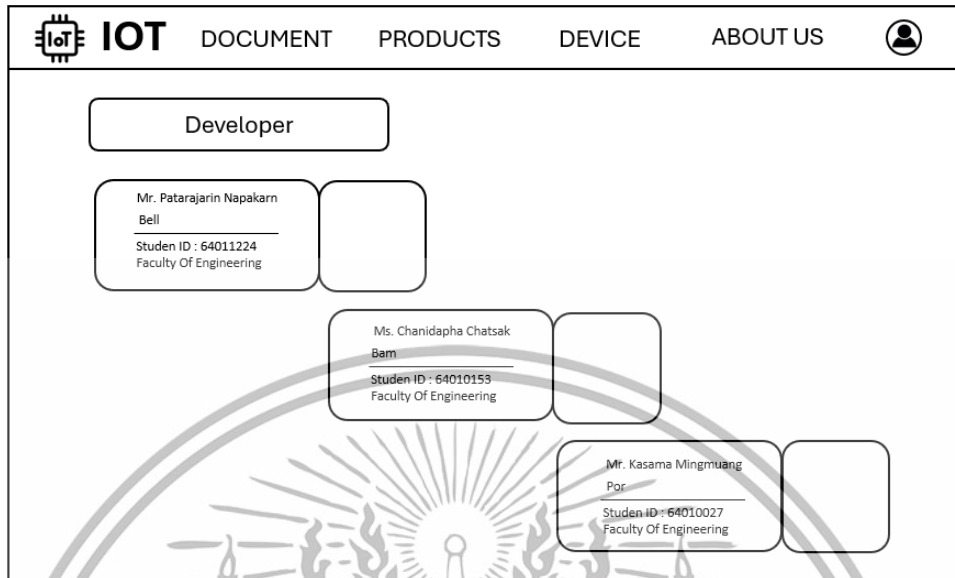 IoT IOT DOCUMENT PRODUCTS DEVICE ABOUT US
Developer
Mr. Patarajarin Napakarn
Bell
Studen ID : 64011224
Faculty Of Engineering
Ms. Chanidapha Chatsak
Bam
Studen ID : 64010153
Faculty Of Engineering
Mr. Kasama Mingmuang
Por
Studen ID : 64010027
Faculty Of Engineering